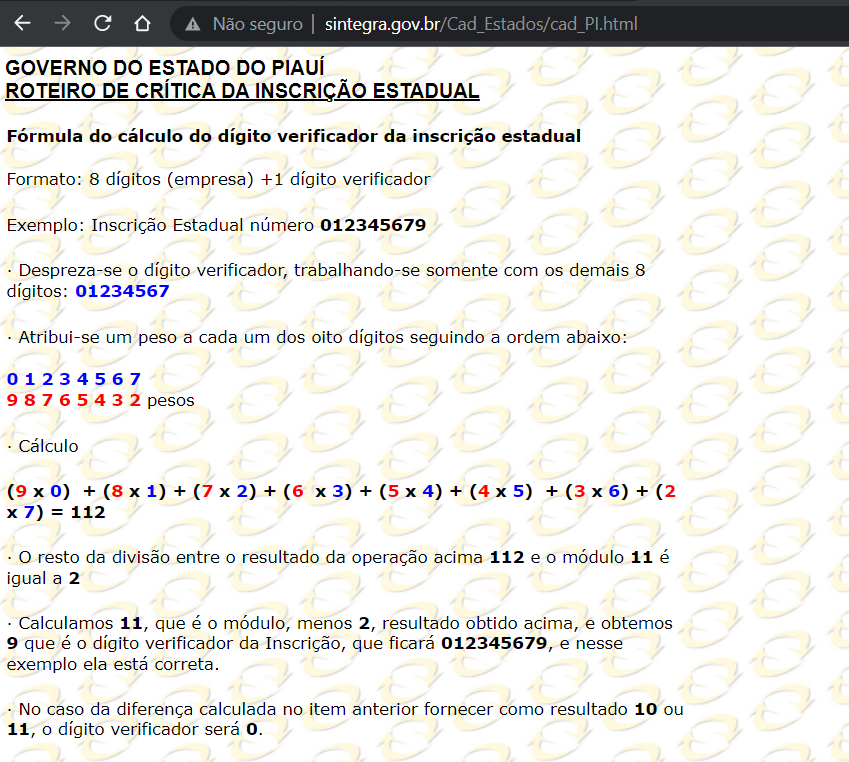 Não seguro | sintegra.gov.br/Cad_Estados/cad_PI.html
GOVERNO DO ESTADO DO PIAUÍ
ROTEIRO DE CRÍTICA DA INSCRIÇÃO ESTADUAL
Fórmula do cálculo do dígito verificador da inscrição estadual
Formato: 8 dígitos (empresa) +1 dígito verificador
Exemplo: Inscrição Estadual número 012345679
· Despreza-se o dígito verificador, trabalhando-se somente com os demais 8
dígitos: 01234567
· Atribui-se um peso a cada um dos oito dígitos seguindo a ordem abaixo:
0 1 2 3 4 5 6 7
9 8 7 6 5 4 3 2 pesos
· Cálculo
(9 x 0) + (8 x 1) + (7 x 2) + (6 x 3) + (5 x 4) + (4 x 5) + (3 x 6) + (2
x 7) = 112
· O resto da divisão entre o resultado da operação acima 112 e o módulo 11 é
igual a 2
· Calculamos 11, que é o módulo, menos 2, resultado obtido acima, e obtemos
9 que é o dígito verificador da Inscrição, que ficará 012345679, e nesse
exemplo ela está correta.
· No caso da diferença calculada no item anterior fornecer como resultado 10 ou
11, o dígito verificador será 0.